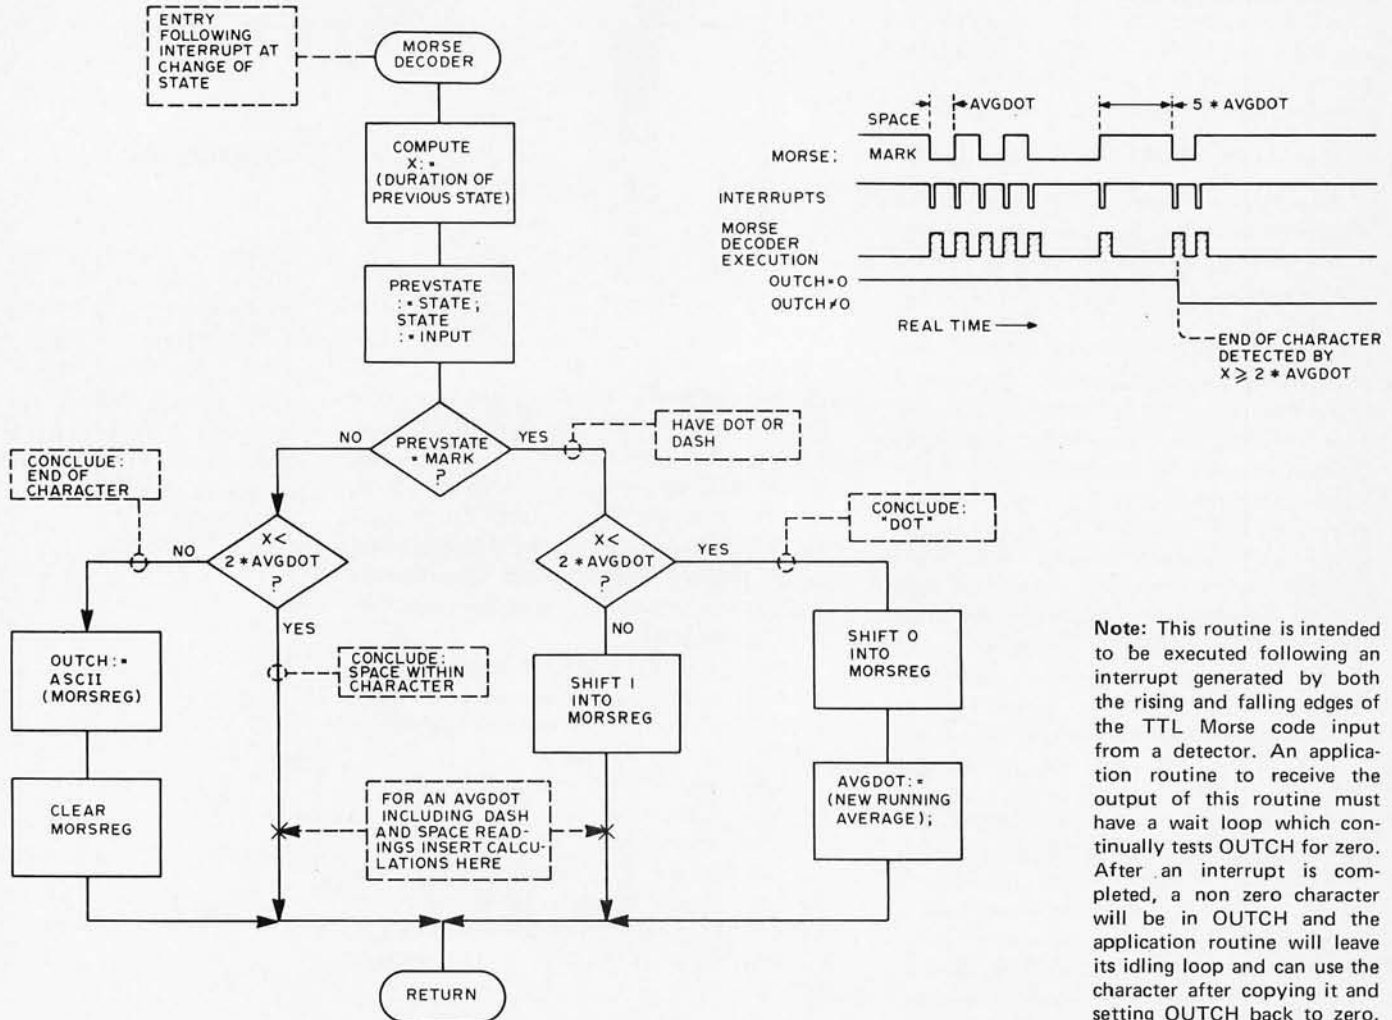 ENTRY
FOLLOWING
INTERRUPT AT
CHANGE OF
STATE
MORSE
DECODER
COMPUTE
X:=
(DURATION OF
PREVIOUS STATE)
PREVSTATE
:= STATE;
STATE
:= INPUT
PREVSTATE
= MARK
?
NO
YES
HAVE DOT OR
DASH
CONCLUDE:
END OF
CHARACTER
X<
2 * AVGDOT
?
NO
YES
CONCLUDE:
SPACE WITHIN
CHARACTER
OUTCH:=
ASCII
(MORSREG)
CLEAR
MORSREG
X<
2 * AVGDOT
?
YES
NO
CONCLUDE:
"DOT"
SHIFT 1
INTO
MORSREG
SHIFT 0
INTO
MORSREG
AVGDOT:=
(NEW RUNNING
AVERAGE);
FOR AN AVGDOT
INCLUDING DASH
AND SPACE READ-
INGS INSERT CALCU-
LATIONS HERE
RETURN
AVGDOT
5 * AVGDOT
SPACE
MORSE: MARK
INTERRUPTS
MORSE
DECODER
EXECUTION
OUTCH=0
OUTCH≠0
REAL TIME
END OF CHARACTER
DETECTED BY
X ⩾ 2 * AVGDOT
Note: This routine is intended
to be executed following an
interrupt generated by both
the rising and falling edges of
the TTL Morse code input
from a detector. An applica-
tion routine to receive the
output of this routine must
have a wait loop which con-
tinually tests OUTCH for zero.
After an interrupt is com-
pleted, a non zero character
will be in OUTCH and the
application routine will leave
its idling loop and can use the
character after copying it and
setting OUTCH back to zero.